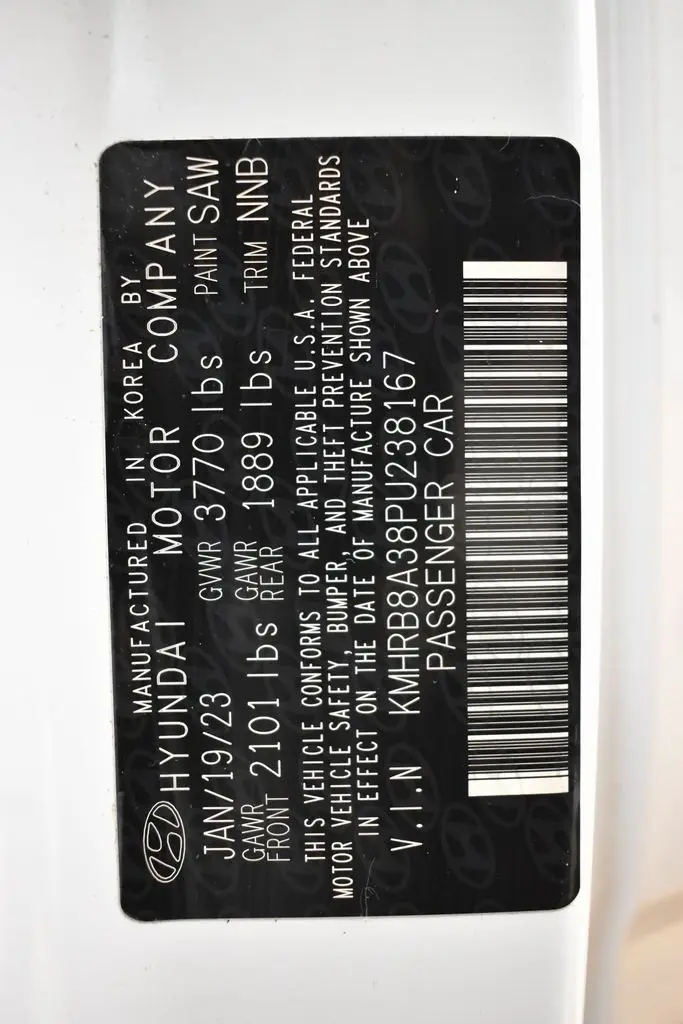 MANUFACTURED IN KOREA BY
HYUNDAI MOTOR COMPANY
JAN/19/23 GVWR 3770 lbs PAINT SAW
GAWR FRONT 2101 lbs GAWR REAR 1889 lbs TRIM NNB
THIS VEHICLE CONFORMS TO ALL APPLICABLE U.S.A. FEDERAL
MOTOR VEHICLE SAFETY, BUMPER, AND THEFT PREVENTION STANDARDS
IN EFFECT ON THE DATE OF MANUFACTURE SHOWN ABOVE
V.I.N KMHRB8A38PU238167
PASSENGER CAR